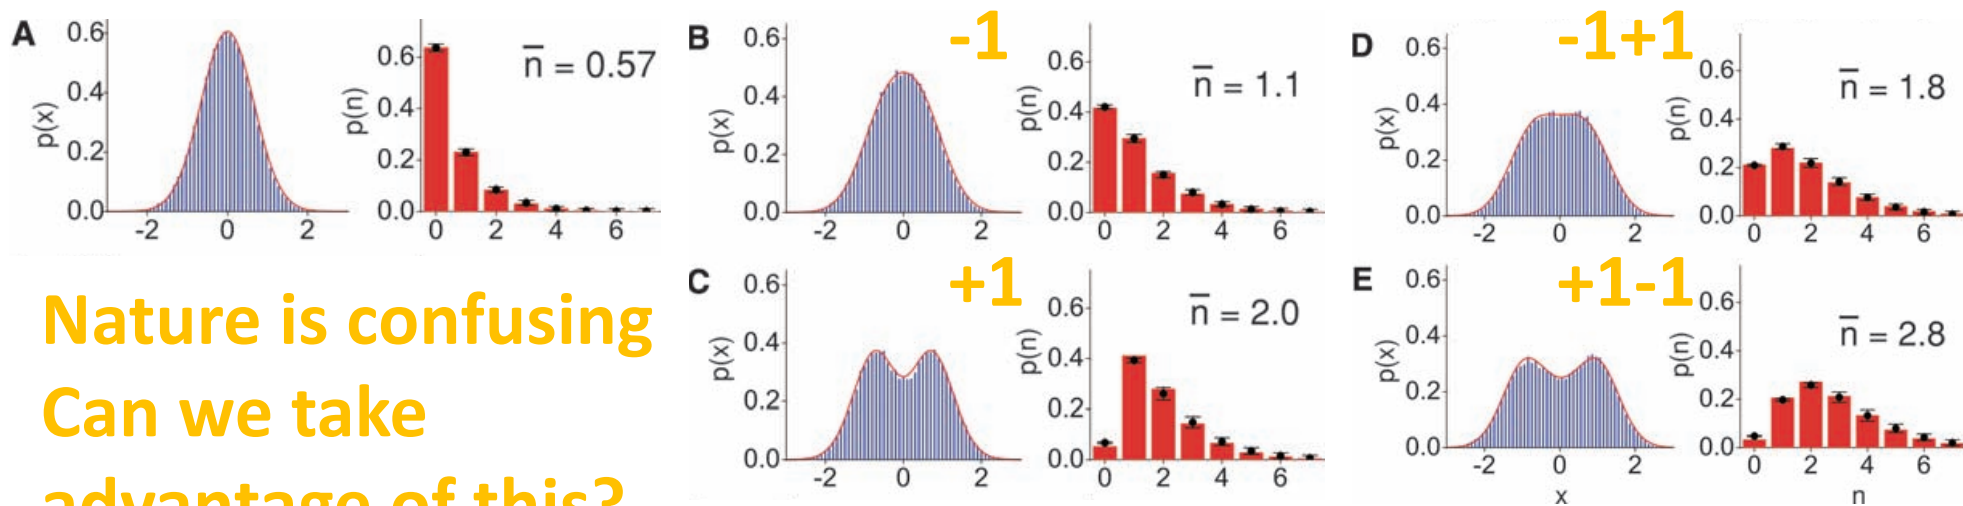 A
0.6
0.4
0.2
0.0
p(x)
-2 0 2
n̅ = 0.57
0.6
0.4
0.2
0.0
p(n)
0 2 4 6
B
-1
0.6
0.4
0.2
0.0
p(x)
-2 0 2
n̅ = 1.1
0.6
0.4
0.2
0.0
p(n)
0 2 4 6
D
-1+1
0.6
0.4
0.2
0.0
p(x)
-2 0 2
n̅ = 1.8
0.6
0.4
0.2
0.0
p(n)
0 2 4 6
Nature is confusing
Can we take
advantage of this?
C
+1
0.6
0.4
0.2
0.0
p(x)
-2 0 2
n̅ = 2.0
0.6
0.4
0.2
0.0
p(n)
0 2 4 6
E
+1-1
0.6
0.4
0.2
0.0
p(x)
-2 0 2
x
n̅ = 2.8
0.6
0.4
0.2
0.0
p(n)
0 2 4 6
n